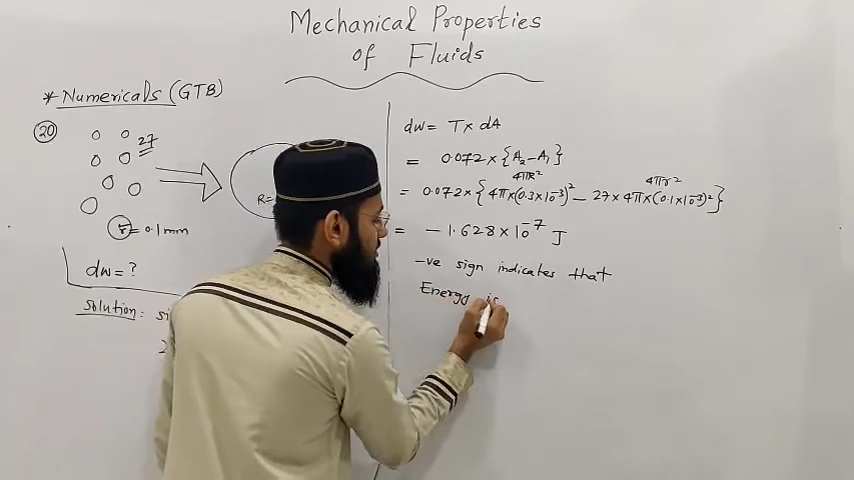 Mechanical Properties
of Fluids
* Numericals (GTB)
20
27
R=
r = 0.1mm
dw = ?
Solution:
dw = T × dA
= 0.072 × {A₂ - A₁}
4πR² 4πr²
= 0.072 × {4π×(0.3×10⁻³)² - 27×4π×(0.1×10⁻³)²}
= -1.628×10⁻⁷ J
-ve sign indicates that
Energy is